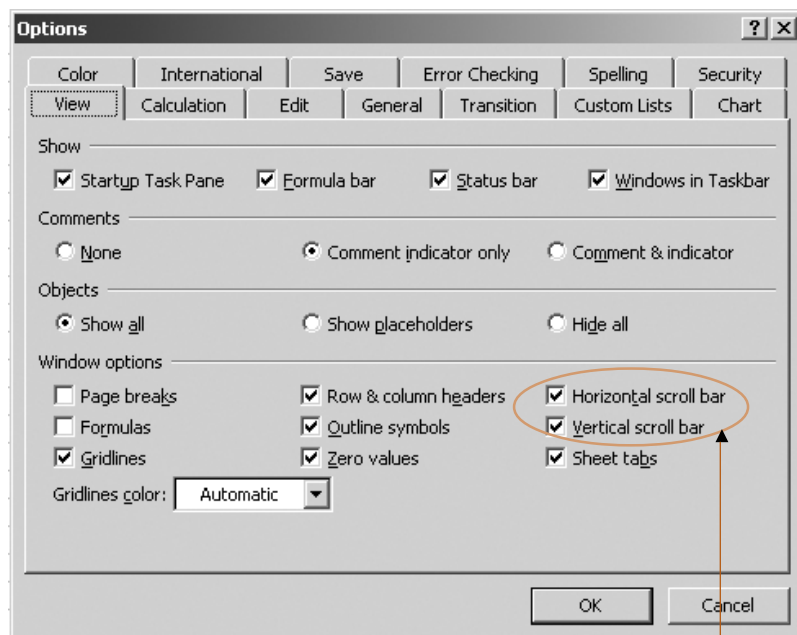 Options
Color International Save Error Checking Spelling Security
View Calculation Edit General Transition Custom Lists Chart
Show
Startup Task Pane Formula bar Status bar Windows in Taskbar
Comments
None Comment indicator only Comment & indicator
Objects
Show all Show placeholders Hide all
Window options
Page breaks Row & column headers Horizontal scroll bar
Formulas Outline symbols Vertical scroll bar
Gridlines Zero values Sheet tabs
Gridlines color: Automatic
OK Cancel